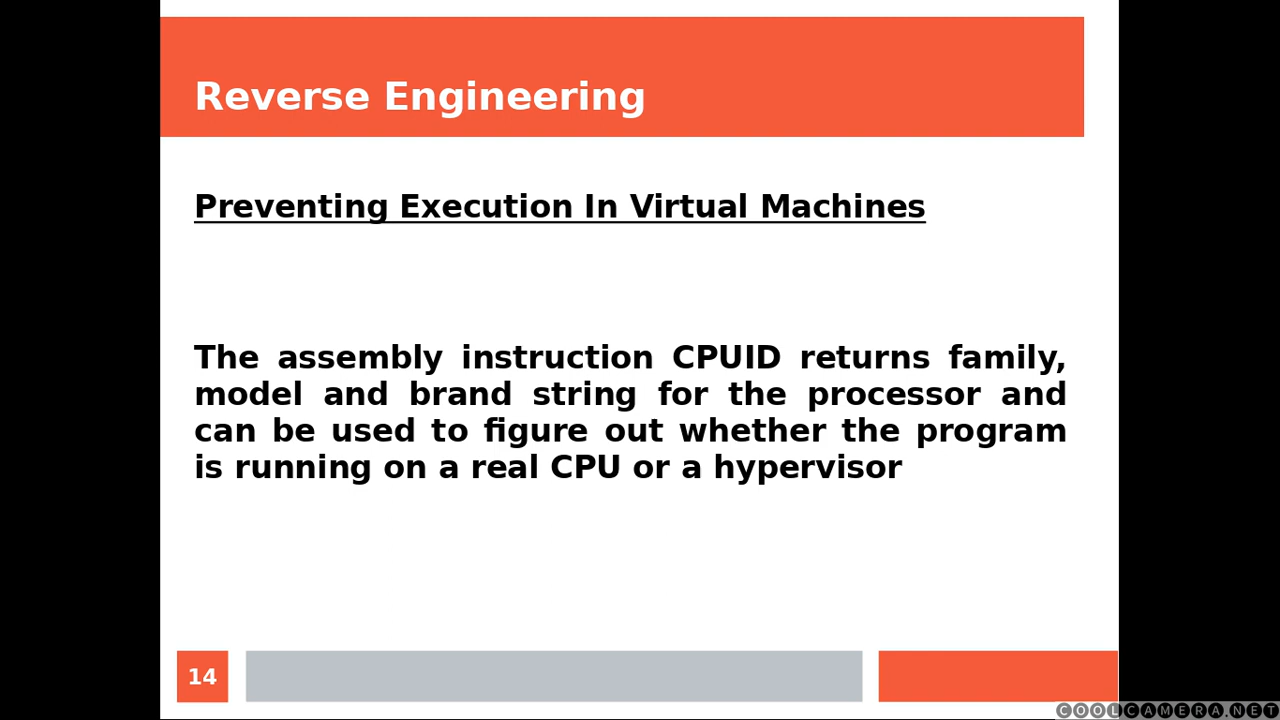 Reverse Engineering
Preventing Execution In Virtual Machines
The assembly instruction CPUID returns family,
model and brand string for the processor and
can be used to figure out whether the program
is running on a real CPU or a hypervisor
14
COOLCAMERA.NET